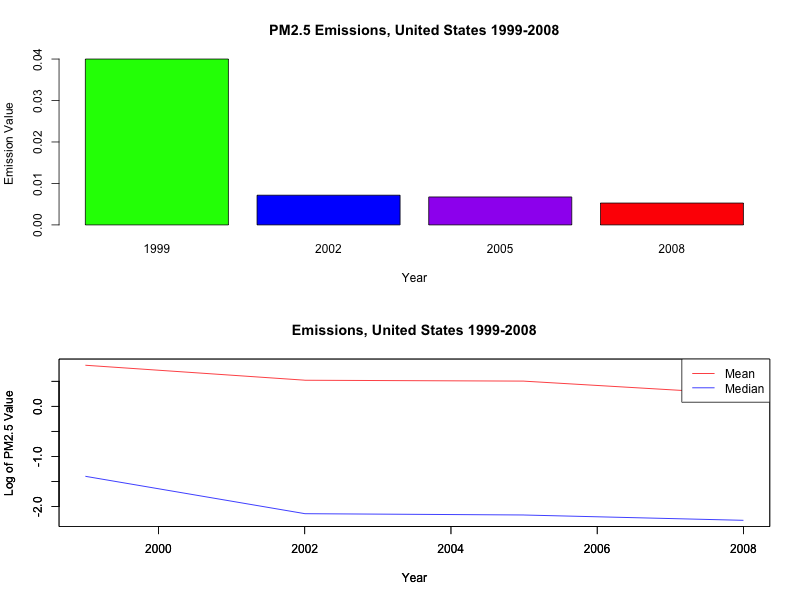 PM2.5 Emissions, United States 1999-2008
Emission Value
0.04
0.03
0.02
0.01
0.00
1999 2002 2005 2008
Year
Emissions, United States 1999-2008
Log of PM2.5 Value
0.0
-1.0
-2.0
Mean
Median
2000 2002 2004 2006 2008
Year